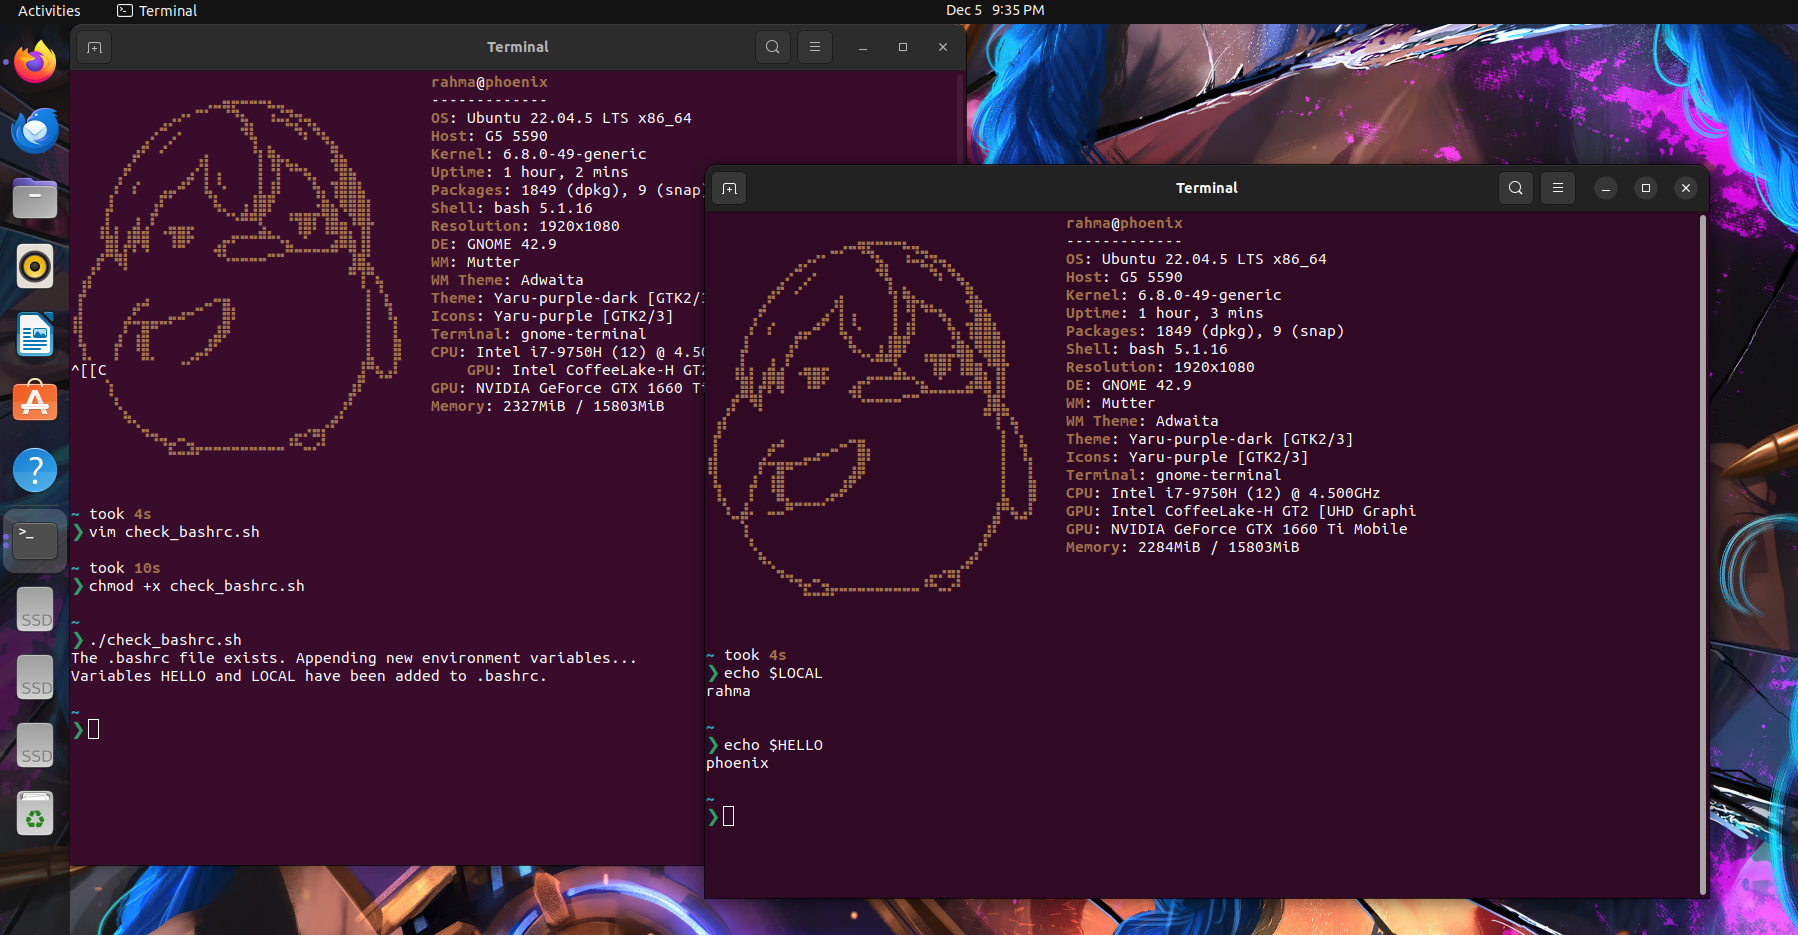 Activities
Terminal
Dec 5 9:35 PM
Terminal
rahma@phoenix
-------------
OS: Ubuntu 22.04.5 LTS x86_64
Host: G5 5590
Kernel: 6.8.0-49-generic
Uptime: 1 hour, 2 mins
Packages: 1849 (dpkg), 9 (snap)
Shell: bash 5.1.16
Resolution: 1920x1080
DE: GNOME 42.9
WM: Mutter
WM Theme: Adwaita
Theme: Yaru-purple-dark [GTK2/3
Icons: Yaru-purple [GTK2/3]
Terminal: gnome-terminal
CPU: Intel i7-9750H (12) @ 4.50
^[[C
GPU: Intel CoffeeLake-H GT2
GPU: NVIDIA GeForce GTX 1660 Ti
Memory: 2327MiB / 15803MiB
~ took 4s
❯ vim check_bashrc.sh
~ took 10s
❯ chmod +x check_bashrc.sh
~
❯ ./check_bashrc.sh
The .bashrc file exists. Appending new environment variables...
Variables HELLO and LOCAL have been added to .bashrc.
~
❯
Terminal
rahma@phoenix
-------------
OS: Ubuntu 22.04.5 LTS x86_64
Host: G5 5590
Kernel: 6.8.0-49-generic
Uptime: 1 hour, 3 mins
Packages: 1849 (dpkg), 9 (snap)
Shell: bash 5.1.16
Resolution: 1920x1080
DE: GNOME 42.9
WM: Mutter
WM Theme: Adwaita
Theme: Yaru-purple-dark [GTK2/3]
Icons: Yaru-purple [GTK2/3]
Terminal: gnome-terminal
CPU: Intel i7-9750H (12) @ 4.500GHz
GPU: Intel CoffeeLake-H GT2 [UHD Graphi
GPU: NVIDIA GeForce GTX 1660 Ti Mobile
Memory: 2284MiB / 15803MiB
~ took 4s
❯ echo $LOCAL
rahma
~
❯ echo $HELLO
phoenix
~
❯
SSD
SSD
SSD